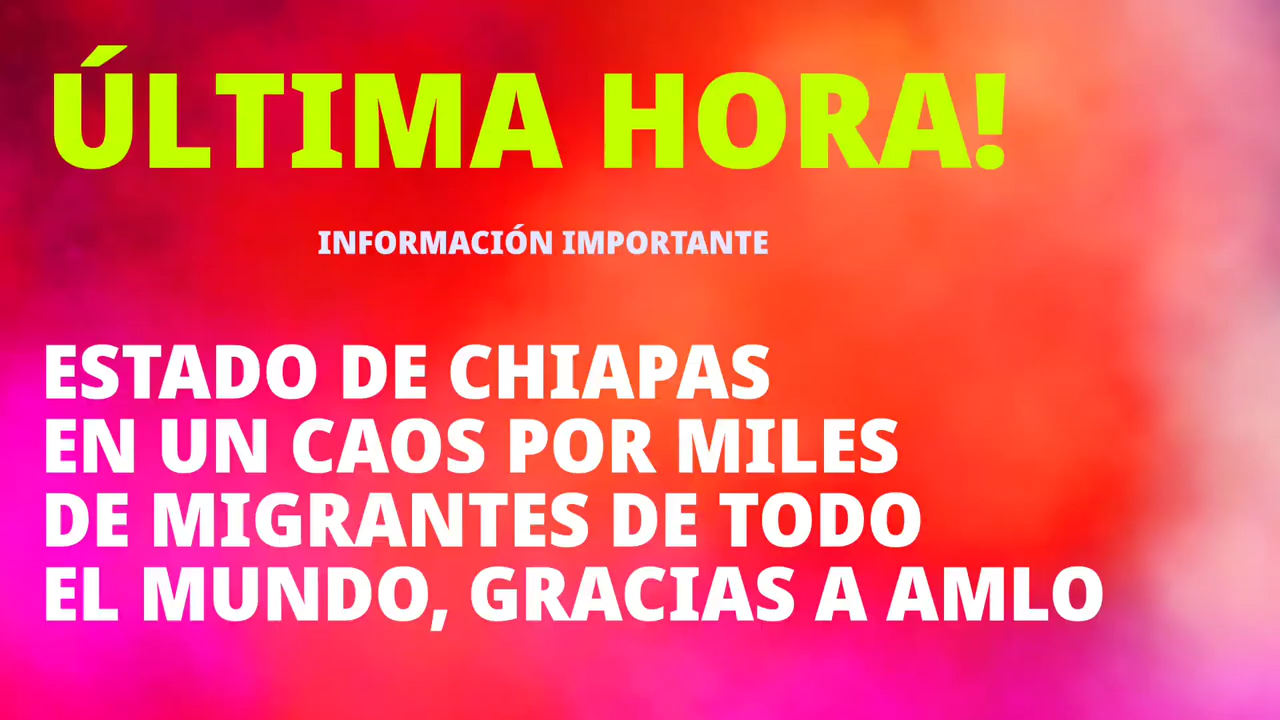 ÚLTIMA HORA!
INFORMACIÓN IMPORTANTE
ESTADO DE CHIAPAS
EN UN CAOS POR MILES
DE MIGRANTES DE TODO
EL MUNDO, GRACIAS A AMLO